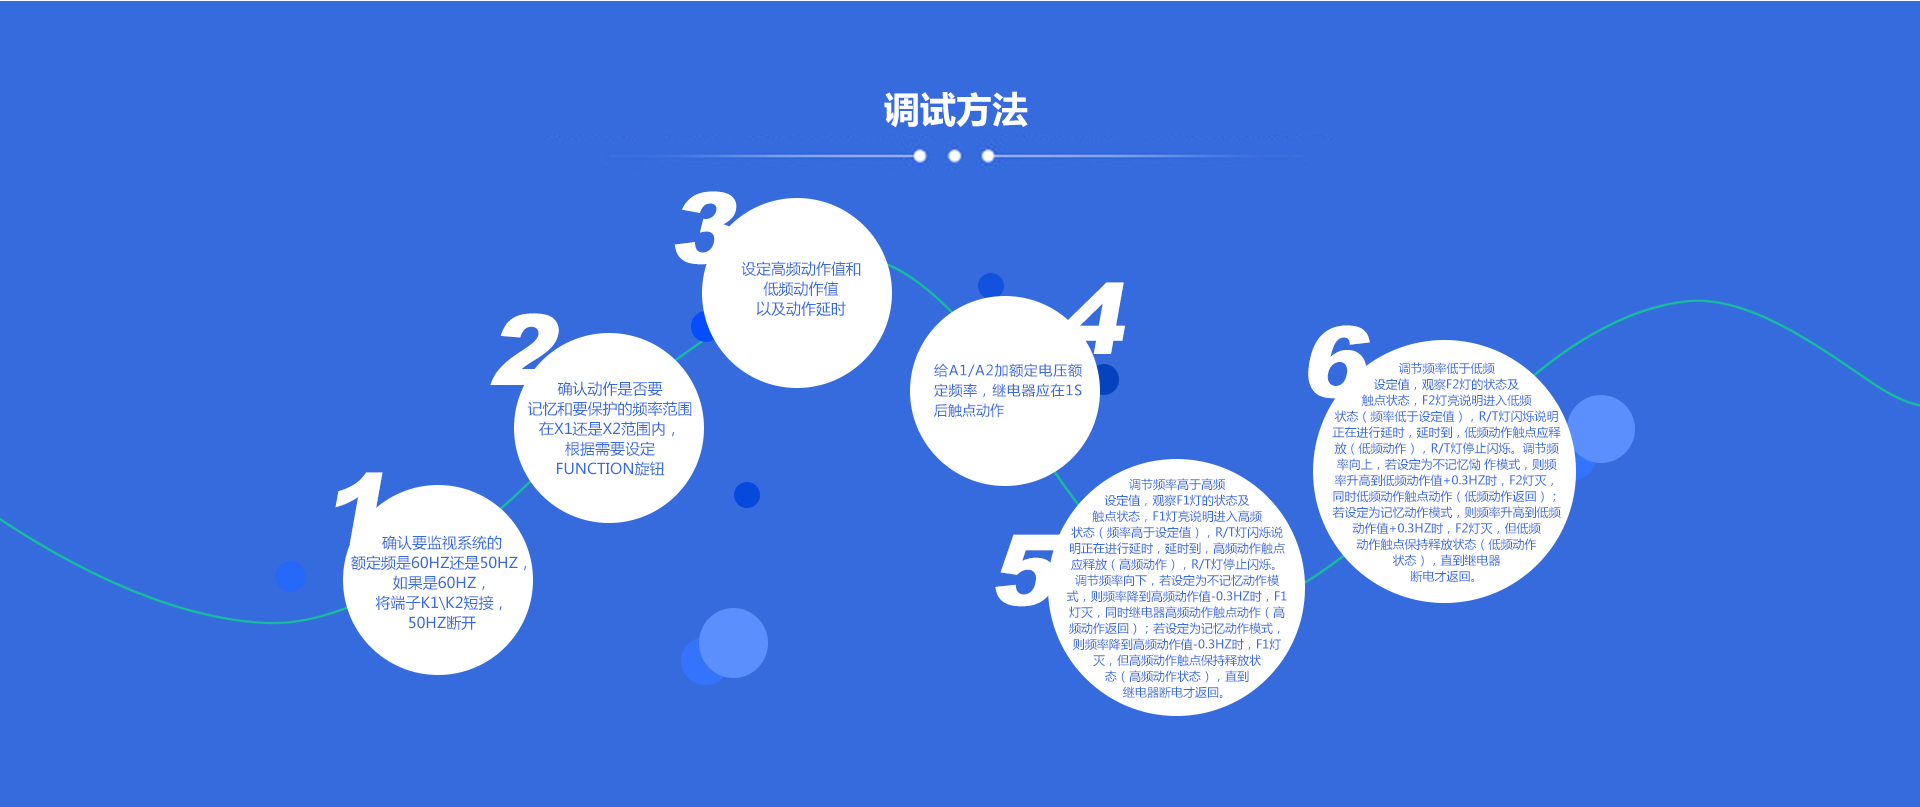 调试方法
1
确认要监视系统的
额定频是60HZ还是50HZ，
如果是60HZ，
将端子K1\K2短接，
50HZ断开
2
确认动作是否要
记忆和要保护的频率范围
在X1还是X2范围内，
根据需要设定
FUNCTION旋钮
3
设定高频动作值和
低频动作值
以及动作延时
4
给A1/A2加额定电压额
定频率，继电器应在1S
后触点动作
5
调节频率高于高频
设定值，观察F1灯的状态及
触点状态，F1灯亮说明进入高频
状态（频率高于设定值），R/T灯闪烁说
明正在进行延时，延时到，高频动作触点
应释放（高频动作），R/T灯停止闪烁。
调节频率向下，若设定为不记忆动作模
式，则频率降到高频动作值-0.3HZ时，F1
灯灭，同时继电器高频动作触点动作（高
频动作返回）；若设定为记忆动作模式，
则频率降到高频动作值-0.3HZ时，F1灯
灭，但高频动作触点保持释放状
态（高频动作状态），直到
继电器断电才返回。
6
调节频率低于低频
设定值，观察F2灯的状态及
触点状态，F2灯亮说明进入低频
状态（频率低于设定值），R/T灯闪烁说明
正在进行延时，延时到，低频动作触点应释
放（低频动作），R/T灯停止闪烁。调节频
率向上，若设定为不记忆恸 作模式，则频
率升高到低频动作值+0.3HZ时，F2灯灭，
同时低频动作触点动作（低频动作返回）；
若设定为记忆动作模式，则频率升高到低频
动作值+0.3HZ时，F2灯灭，但低频
动作触点保持释放状态（低频动作
状态），直到继电器
断电才返回。